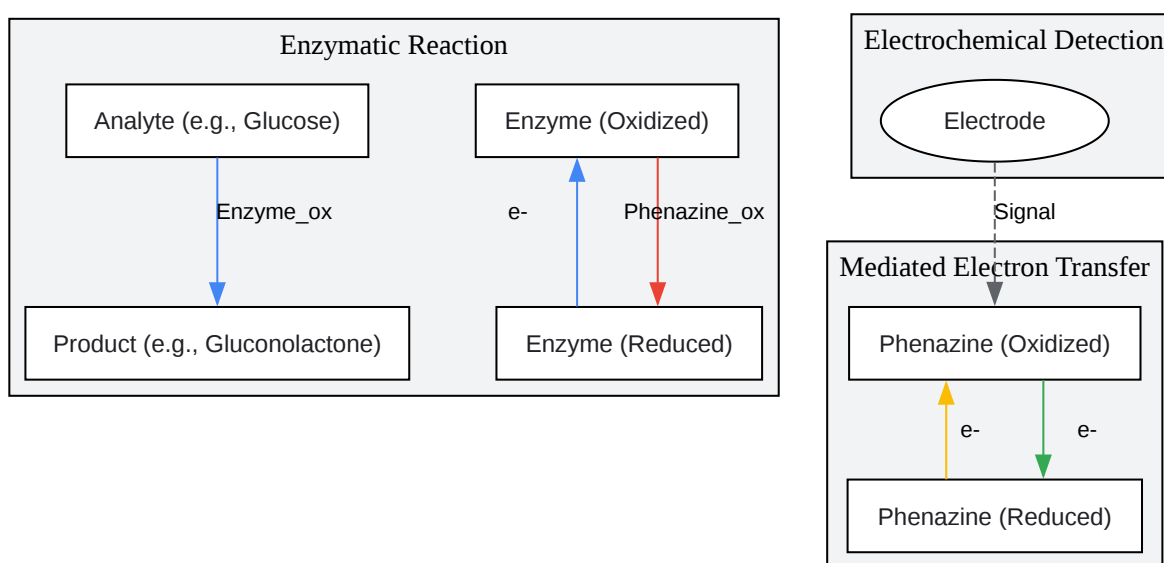 Enzymatic Reaction
Analyte (e.g., Glucose)
Enzyme (Oxidized)
Enzyme_ox
e-
Phenazine_ox
Product (e.g., Gluconolactone)
Enzyme (Reduced)
Electrochemical Detection
Electrode
Signal
Mediated Electron Transfer
Phenazine (Oxidized)
e-
e-
Phenazine (Reduced)